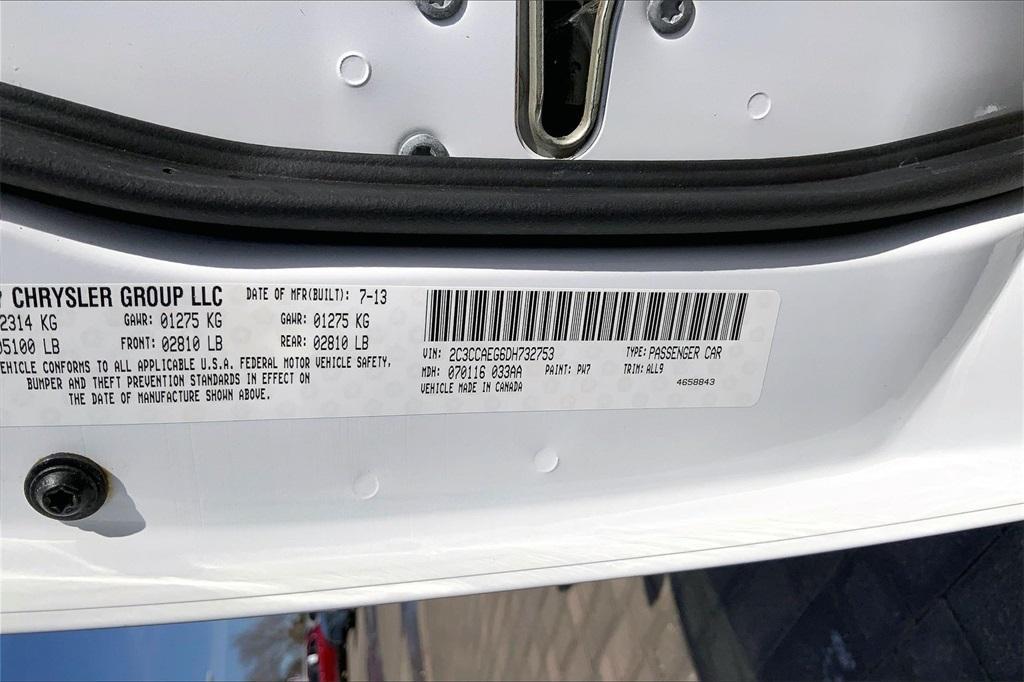 CHRYSLER GROUP LLC DATE OF MFR(BUILT): 7-13
2314 KG GAWR: 01275 KG GAWR: 01275 KG
05100 LB FRONT: 02810 LB REAR: 02810 LB
VEHICLE CONFORMS TO ALL APPLICABLE U.S.A. FEDERAL MOTOR VEHICLE SAFETY,
BUMPER AND THEFT PREVENTION STANDARDS IN EFFECT ON
THE DATE OF MANUFACTURE SHOWN ABOVE.
VIN: 2C3CCAEG6DH732753 TYPE: PASSENGER CAR
MDH: 070116 033AA PAINT: PW7 TRIM: ALL9
VEHICLE MADE IN CANADA 4658843